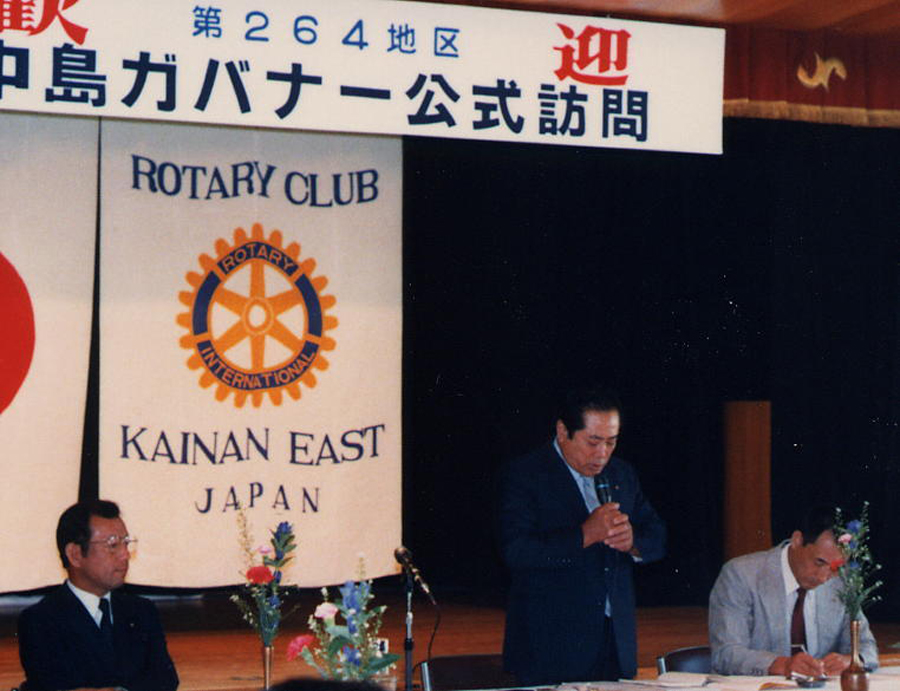 歓 第264地区 迎
中島ガバナー公式訪問
ROTARY CLUB
ROTARY
INTERNATIONAL
KAINAN EAST
JAPAN